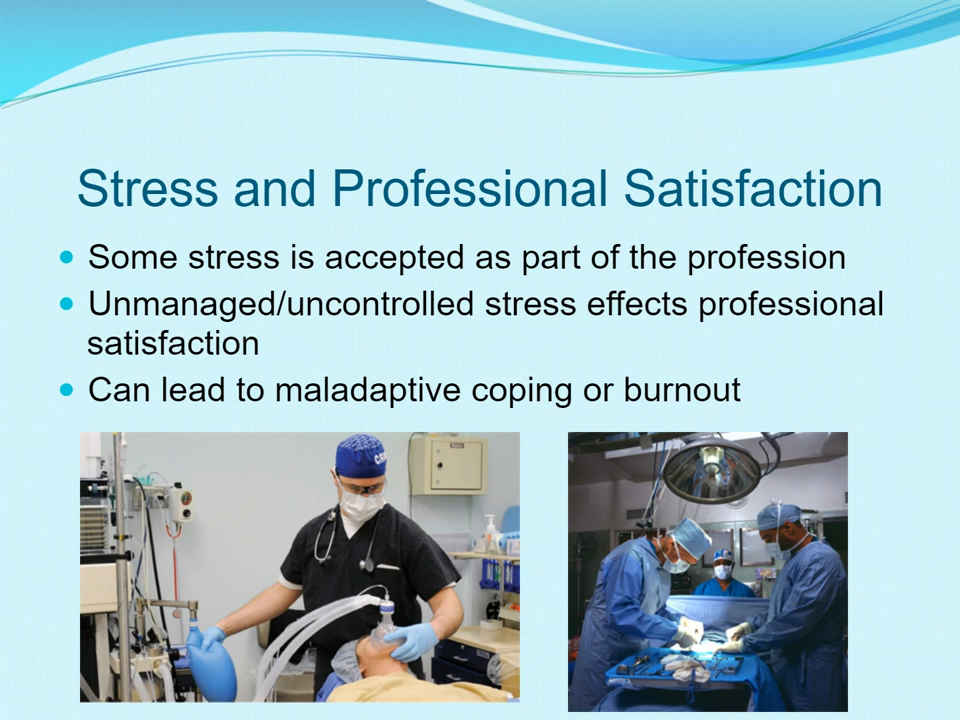 Stress and Professional Satisfaction
• Some stress is accepted as part of the profession
• Unmanaged/uncontrolled stress effects professional
satisfaction
• Can lead to maladaptive coping or burnout